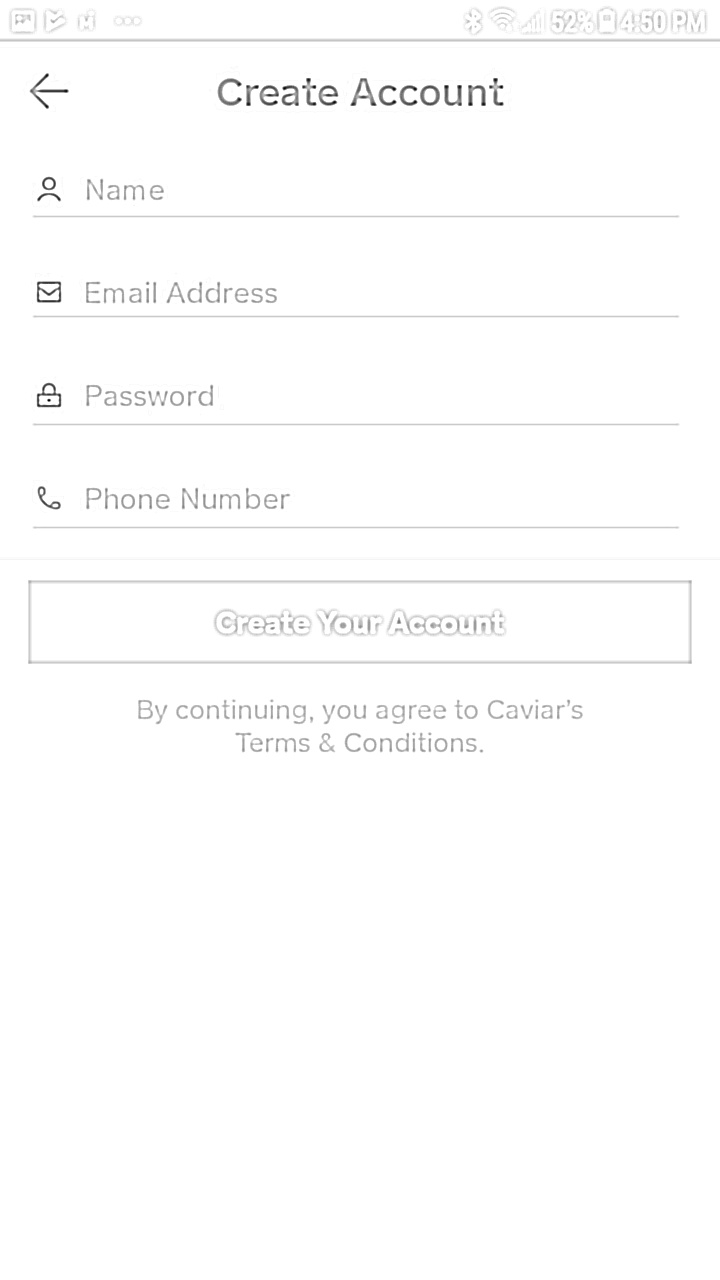 52% 4:50 PM
Create Account
Name
Email Address
Password
Phone Number
Create Your Account
By continuing, you agree to Caviar's
Terms & Conditions.